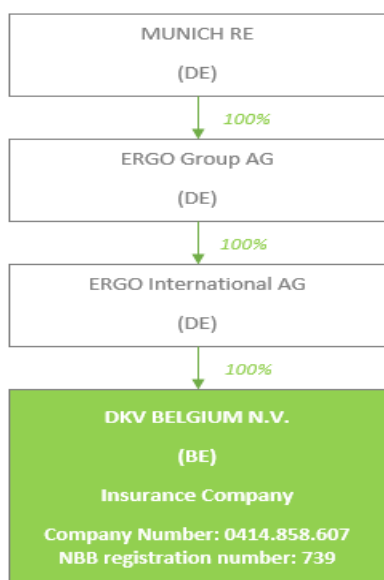 MUNICH RE
(DE)
100%
ERGO Group AG
(DE)
100%
ERGO International AG
(DE)
100%
DKV BELGIUM N.V.
(BE)
Insurance Company
Company Number: 0414.858.607
NBB registration number: 739